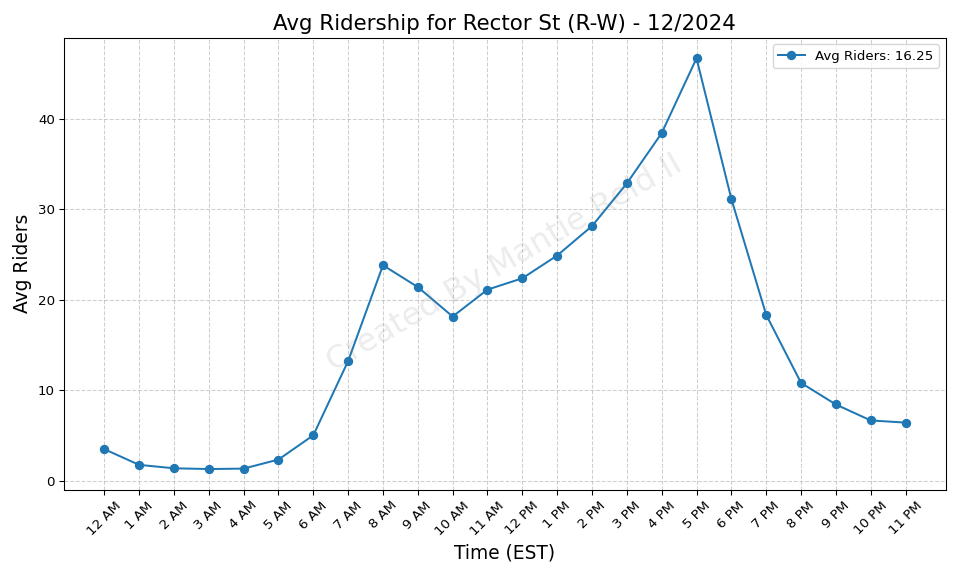 Avg Ridership for Rector St (R-W) - 12/2024
Avg Riders: 16.25
Avg Riders
40
30
20
10
0
Created By Mantie Reid II
12 AM
1 AM
2 AM
3 AM
4 AM
5 AM
6 AM
7 AM
8 AM
9 AM
10 AM
11 AM
12 PM
1 PM
2 PM
3 PM
4 PM
5 PM
6 PM
7 PM
8 PM
9 PM
10 PM
11 PM
Time (EST)